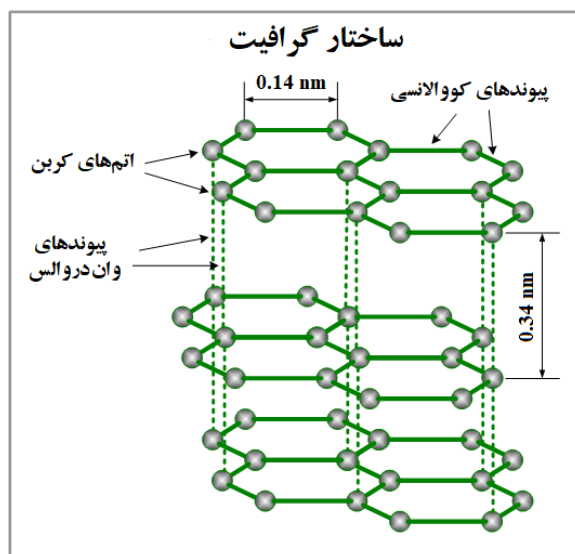 ساختار گرافیت
0.14 nm
پیوندهای کووالانسی
اتم‌های کربن
پیوندهای
وان‌دروالس
0.34 nm